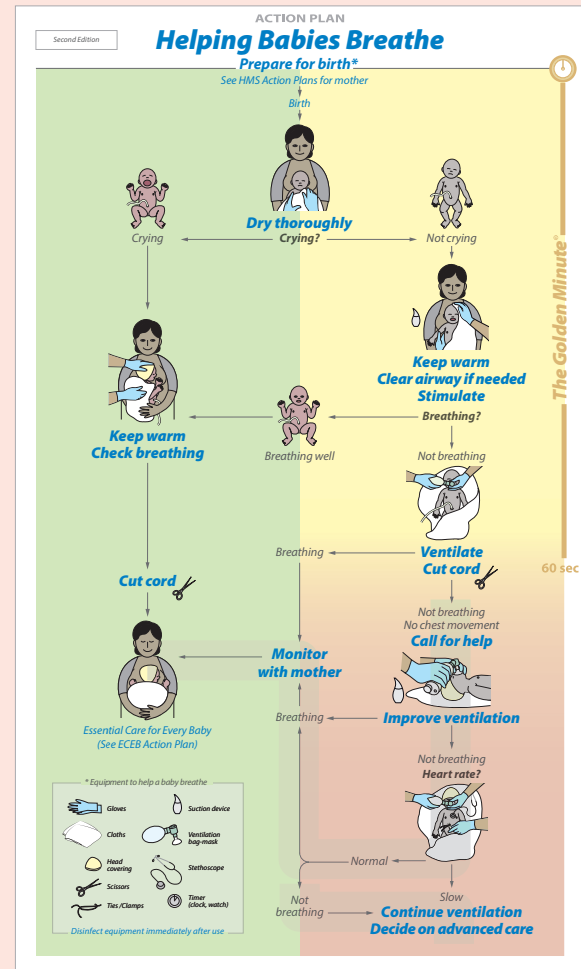 ACTION PLAN
Second Edition
Helping Babies Breathe
Prepare for birth*
See HMS Action Plans for mother
Birth
Dry thoroughly
Crying
Crying?
Not crying
The Golden Minute®
Keep warm
Clear airway if needed
Stimulate
Breathing?
Keep warm
Check breathing
Breathing well
Not breathing
Breathing
Ventilate
Cut cord
60 sec
Cut cord
Not breathing
No chest movement
Call for help
Monitor
with mother
Essential Care for Every Baby
(See ECEB Action Plan)
Breathing
Improve ventilation
Not breathing
Heart rate?
* Equipment to help a baby breathe
Gloves
Suction device
Cloths
Ventilation
bag-mask
Head
covering
Stethoscope
Scissors
Ties /Clamps
Timer
(clock, watch)
Disinfect equipment immediately after use
Normal
Slow
Not
breathing
Continue ventilation
Decide on advanced care